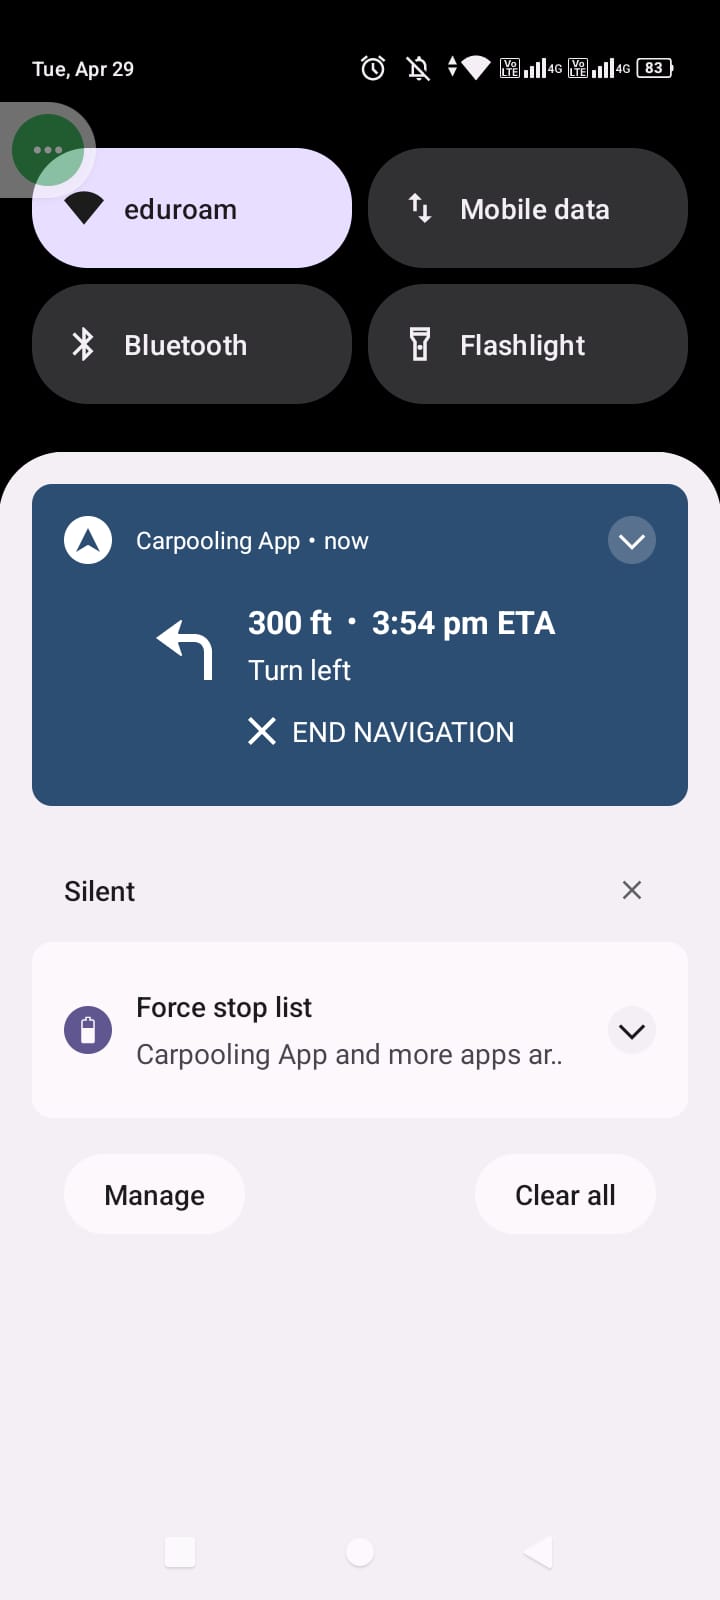 Tue, Apr 29
Vo LTE 4G Vo LTE 4G 83
eduroam
Mobile data
Bluetooth
Flashlight
Carpooling App • now
300 ft • 3:54 pm ETA
Turn left
END NAVIGATION
Silent
Force stop list
Carpooling App and more apps ar..
Manage
Clear all